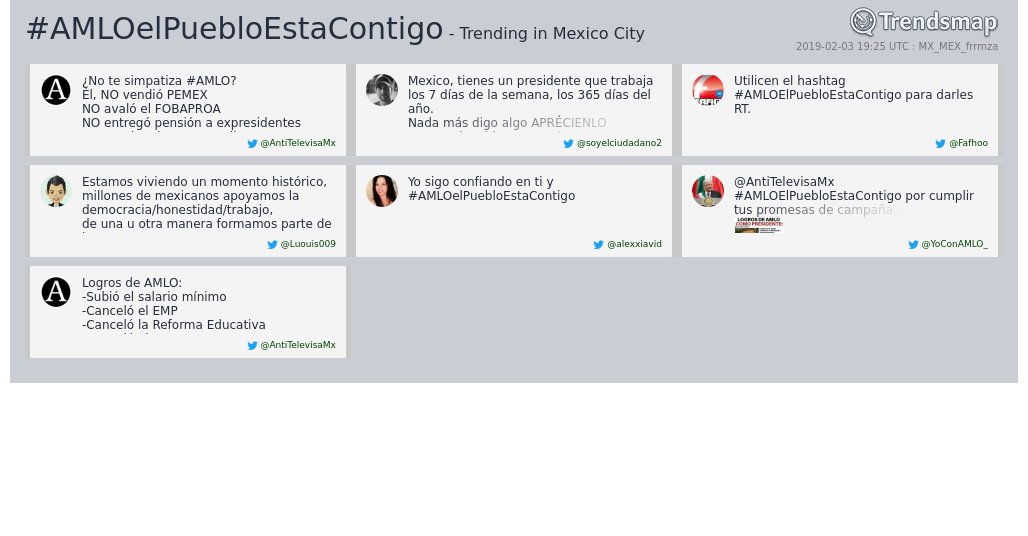 #AMLOelPuebloEstaContigo - Trending in Mexico City
Trendsmap
2019-02-03 19:25 UTC : MX_MEX_frrmza
¿No te simpatiza #AMLO?
Él, NO vendió PEMEX
NO avaló el FOBAPROA
NO entregó pensión a expresidentes
@AntiTelevisaMx
Mexico, tienes un presidente que trabaja
los 7 días de la semana, los 365 días del
año.
Nada más digo algo APRÉCIENLO
@soyelciudadano2
Utilicen el hashtag
#AMLOElPuebloEstaContigo para darles
RT.
@Fafhoo
Estamos viviendo un momento histórico,
millones de mexicanos apoyamos la
democracia/honestidad/trabajo,
de una u otra manera formamos parte de
@Luouis009
Yo sigo confiando en ti y
#AMLOelPuebloEstaContigo
@alexxiavid
@AntiTelevisaMx
#AMLOElPuebloEstaContigo por cumplir
tus promesas de campaña...
LOGROS DE AMLO
COMO PRESIDENTE:
@YoConAMLO_
Logros de AMLO:
-Subió el salario mínimo
-Canceló el EMP
-Canceló la Reforma Educativa
@AntiTelevisaMx